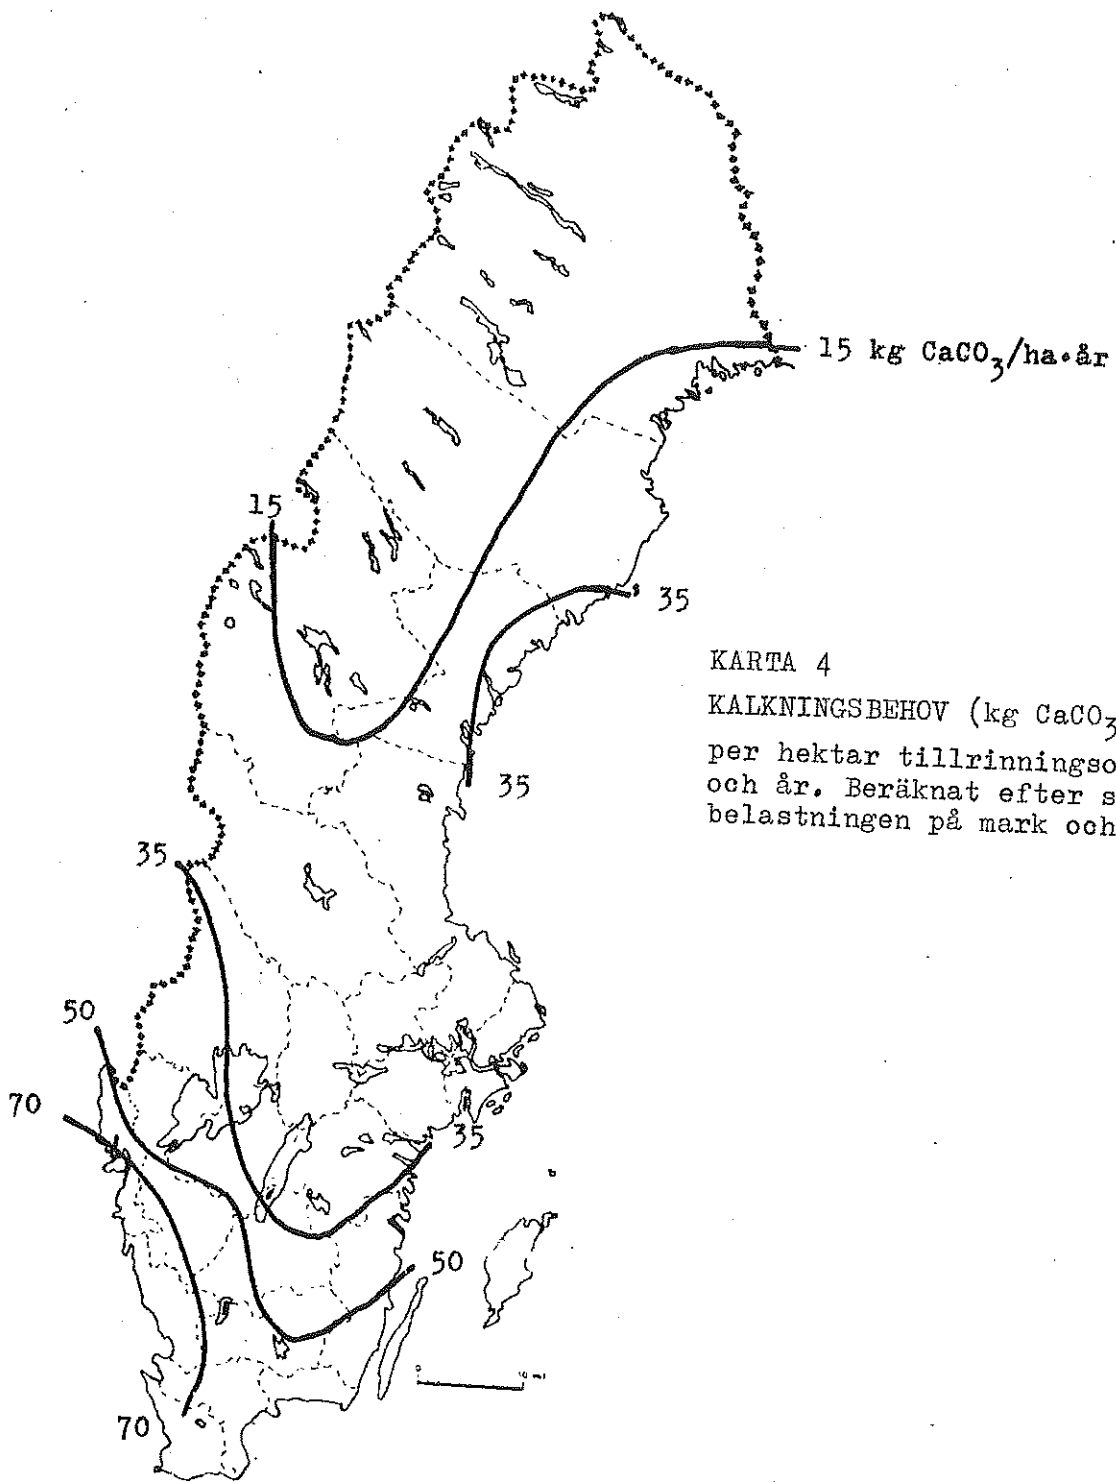 15 kg CaCO₃/ha·år
15
35
KARTA 4
KALKNINGSBEHOV (kg CaCO₃
per hektar tillrinningso
och år. Beräknat efter s
belastningen på mark och
35
35
50
70
35
50
70
0